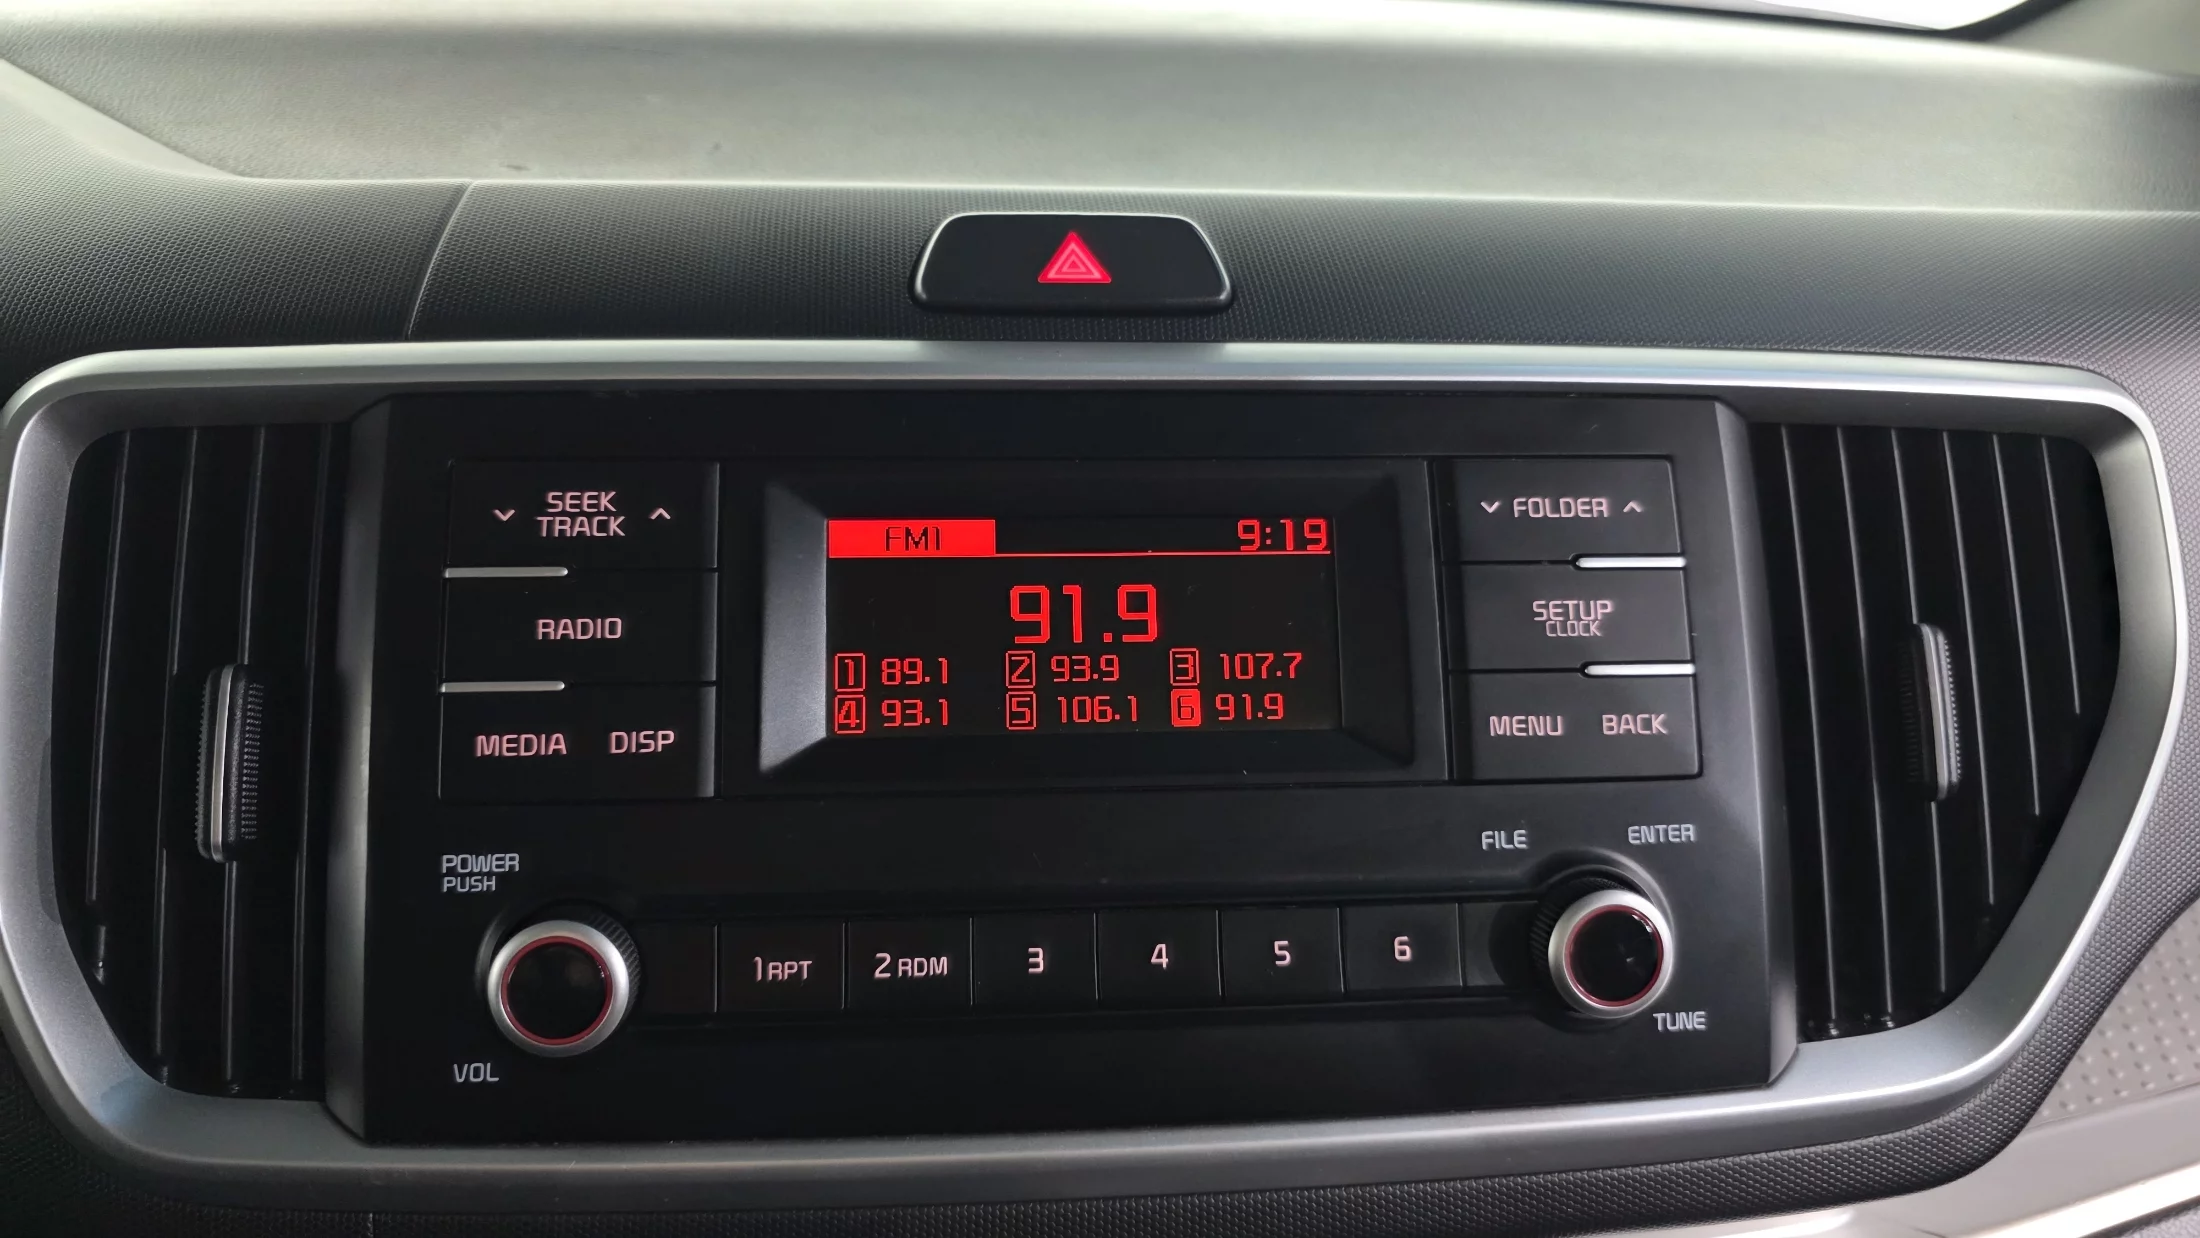 SEEK
TRACK
FOLDER
FM1 9:19
91.9
RADIO
SETUP
CLOCK
1 89.1 2 93.9 3 107.7
4 93.1 5 106.1 6 91.9
MEDIA DISP
MENU BACK
POWER
PUSH
FILE ENTER
1 RPT 2 RDM 3 4 5 6
VOL
TUNE